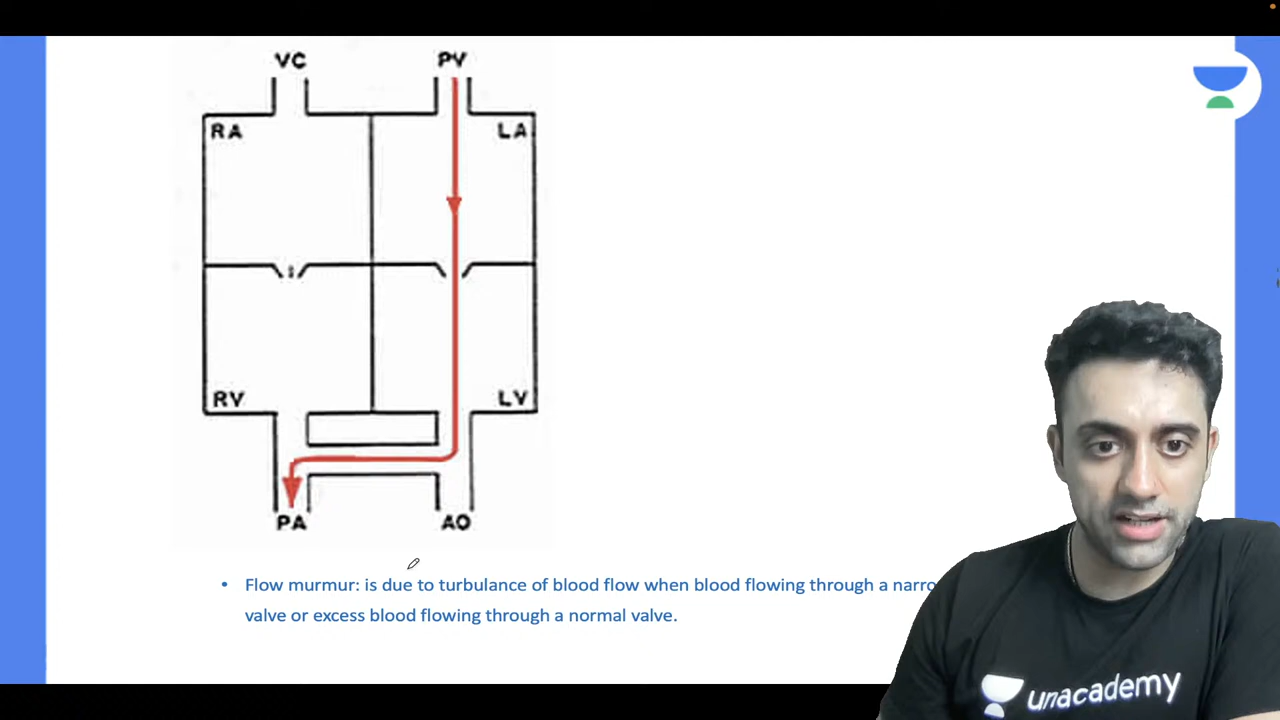 VC PV
RA LA
RV LV
PA AO
• Flow murmur: is due to turbulance of blood flow when blood flowing through a
valve or excess blood flowing through a normal valve.
unacademy